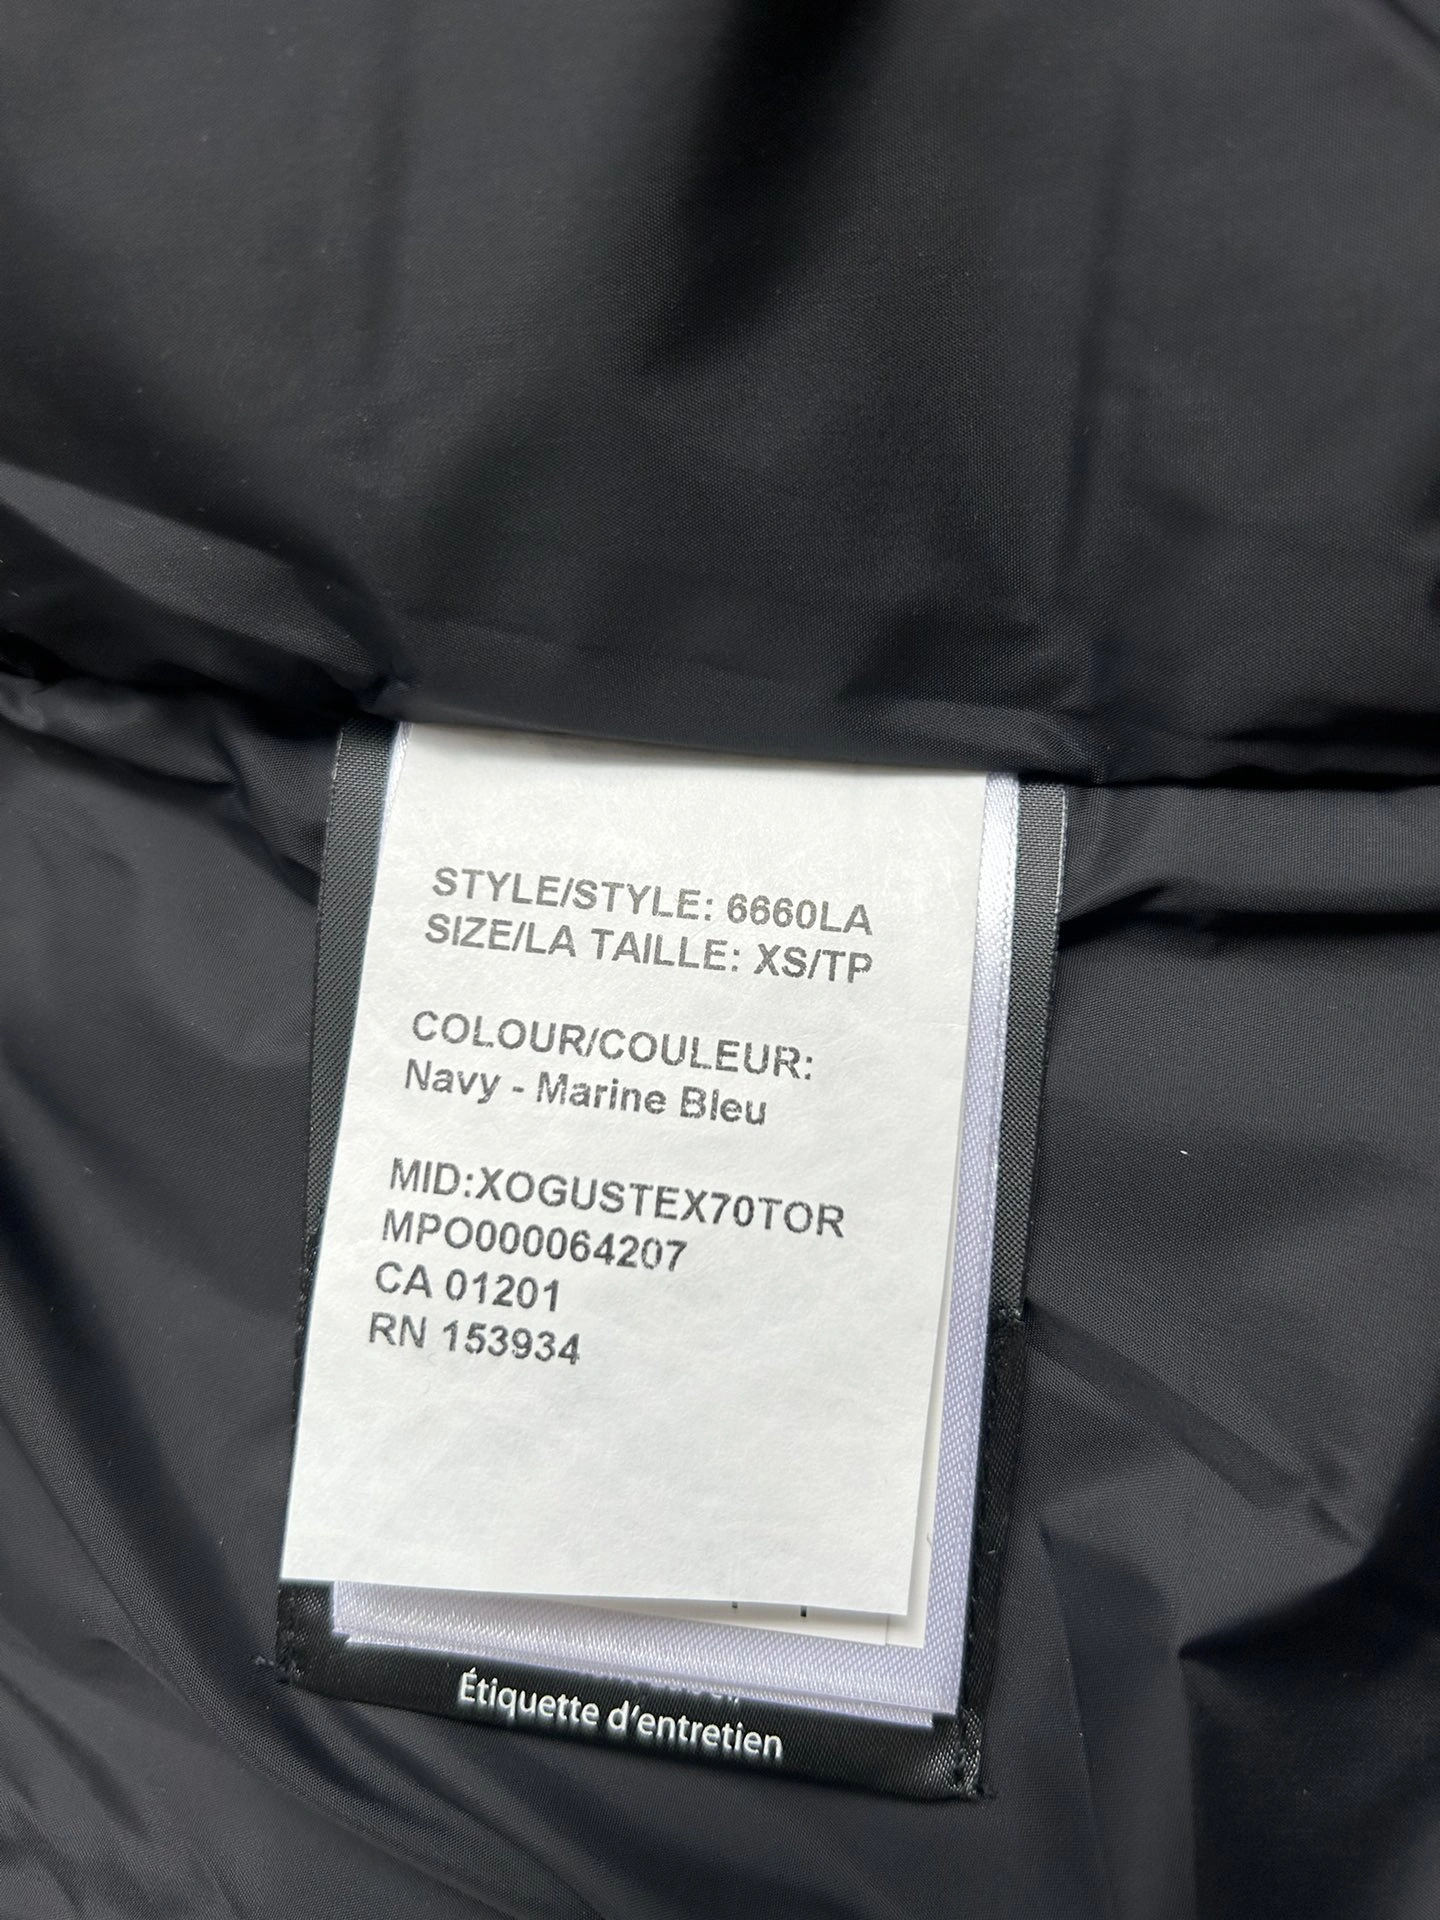 STYLE/STYLE: 6660LA
SIZE/LA TAILLE: XS/TP
COLOUR/COULEUR:
Navy - Marine Bleu
MID:XOGUSTEX70TOR
MPO000064207
CA 01201
RN 153934
Étiquette d'entretien